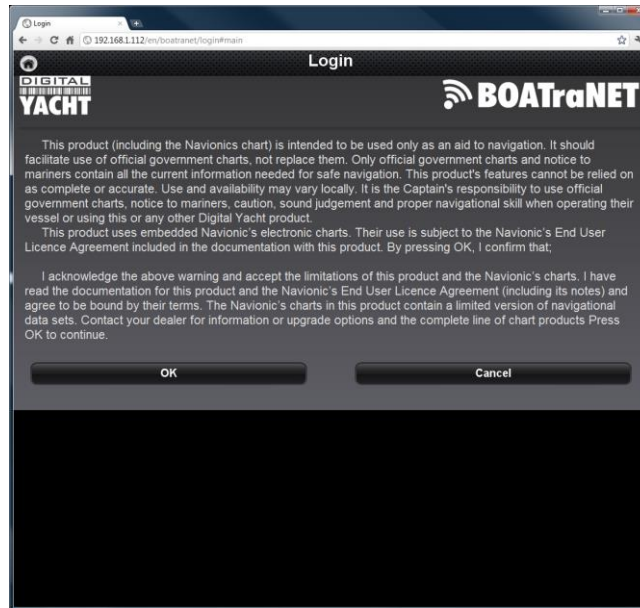 Login
192.168.1.112/en/boatranet/login#main
Login
DIGITAL
YACHT
BOATraNET
This product (including the Navionics chart) is intended to be used only as an aid to navigation. It should
facilitate use of official government charts, not replace them. Only official government charts and notice to
mariners contain all the current information needed for safe navigation. This product's features cannot be relied on
as complete or accurate. Use and availability may vary locally. It is the Captain's responsibility to use official
government charts, notice to mariners, caution, sound judgement and proper navigational skill when operating their
vessel or using this or any other Digital Yacht product.
This product uses embedded Navionic's electronic charts. Their use is subject to the Navionic's End User
Licence Agreement included in the documentation with this product. By pressing OK, I confirm that;
I acknowledge the above warning and accept the limitations of this product and the Navionic's charts. I have
read the documentation for this product and the Navionic's End User Licence Agreement (including its notes) and
agree to be bound by their terms. The Navionic's charts in this product contain a limited version of navigational
data sets. Contact your dealer for information or upgrade options and the complete line of chart products Press
OK to continue.
OK
Cancel